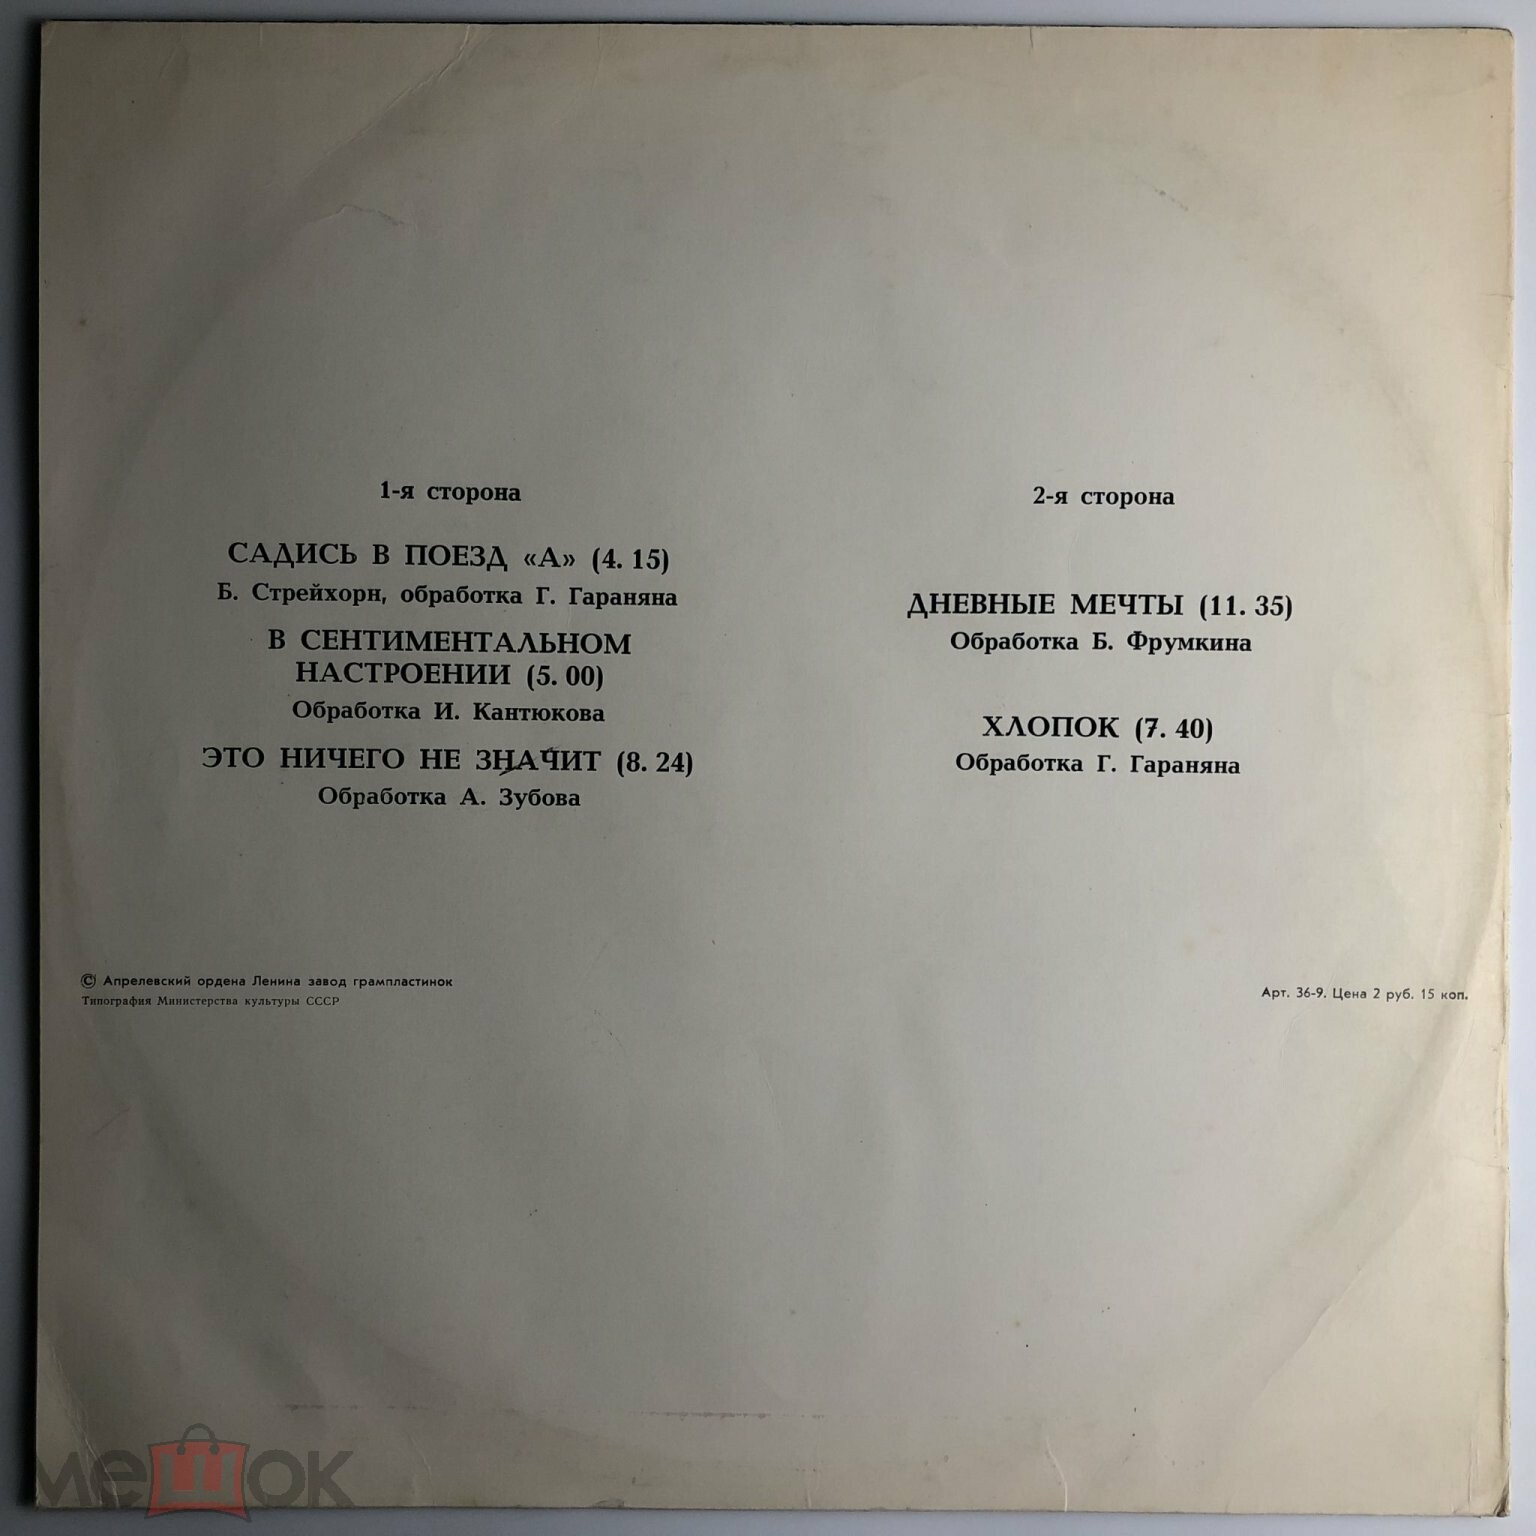 1-я сторона
САДИСЬ В ПОЕЗД «А» (4. 15)
Б. Стрейхорн, обработка Г. Гараняна
В СЕНТИМЕНТАЛЬНОМ
НАСТРОЕНИИ (5. 00)
Обработка И. Кантюкова
ЭТО НИЧЕГО НЕ ЗНАЧИТ (8. 24)
Обработка А. Зубова
2-я сторона
ДНЕВНЫЕ МЕЧТЫ (11. 35)
Обработка Б. Фрумкина
ХЛОПОК (7. 40)
Обработка Г. Гараняна
© Апрелевский ордена Ленина завод грампластинок
Типография Министерства культуры СССР
Арт. 36-9. Цена 2 руб. 15 коп.
мешок